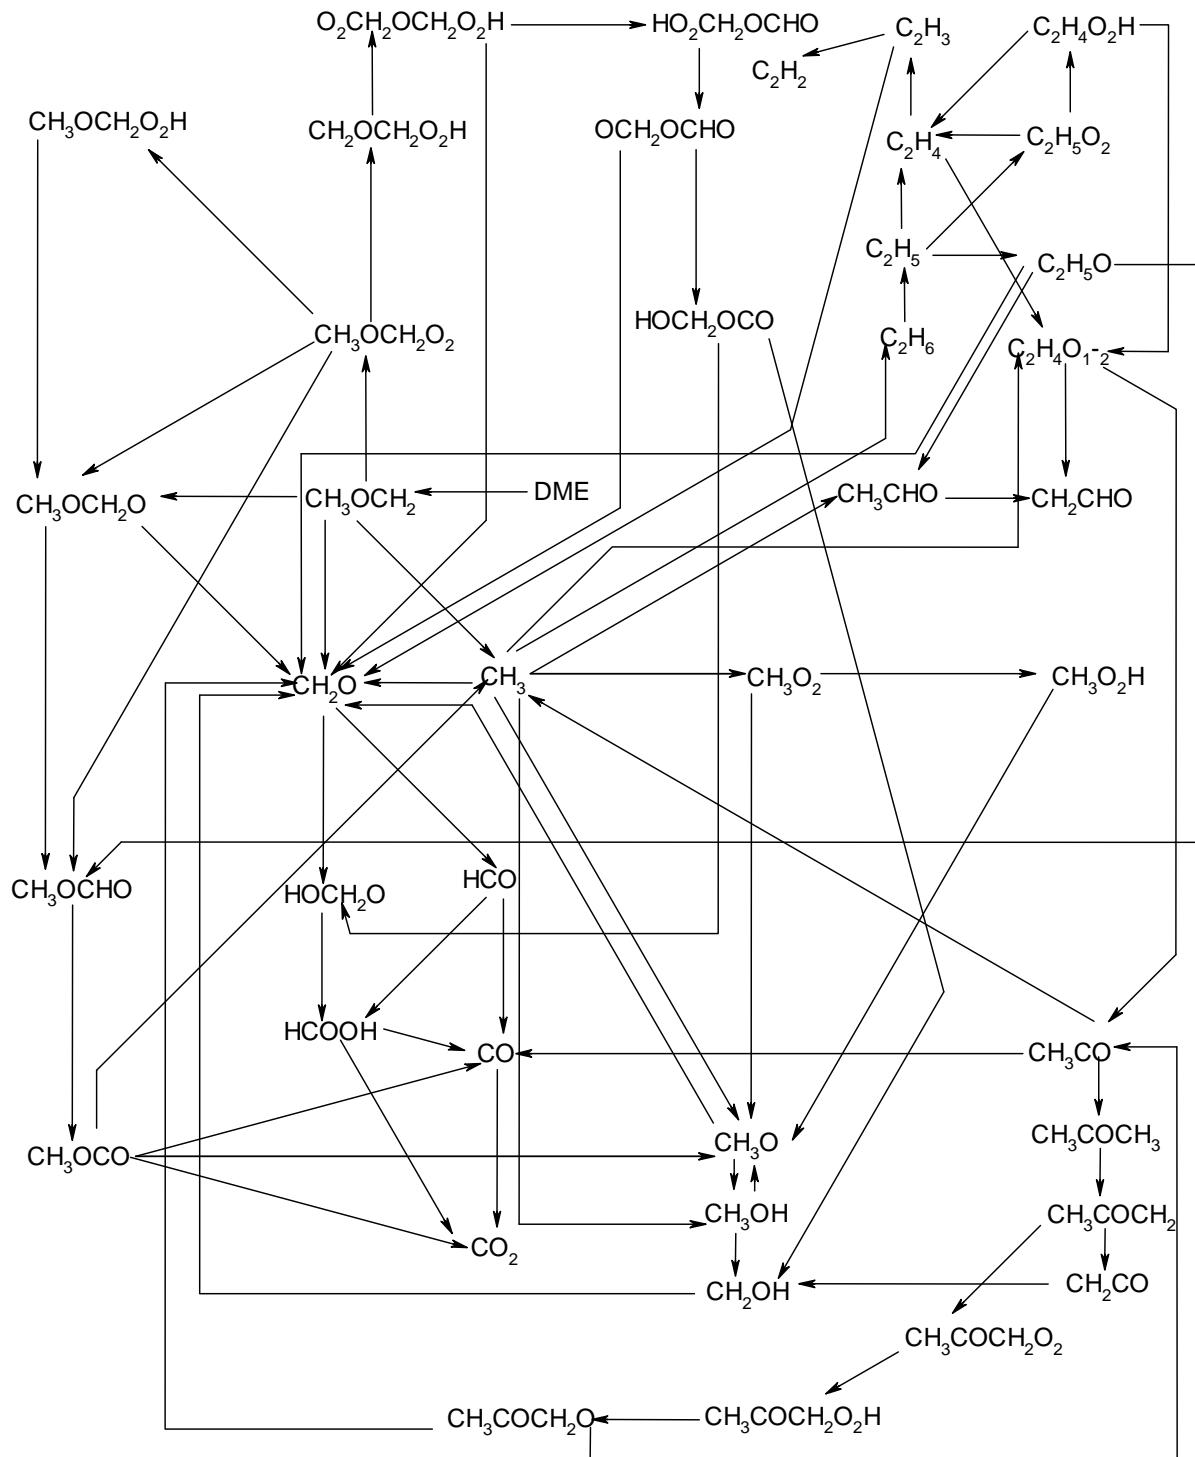 O₂CH₂OCH₂O₂H HO₂CH₂OCHO C₂H₃ C₂H₄O₂H
C₂H₂
CH₃OCH₂O₂H CH₂OCH₂O₂H OCH₂OCHO C₂H₄ C₂H₅O₂
C₂H₅ C₂H₅O
CH₃OCH₂O₂ HOCH₂OCO C₂H₆ C₂H₄O₁-₂
CH₃OCH₂O CH₃OCH2 DME CH₃CHO CH₂CHO
CH₂O CH₃ CH₃O₂ CH₃O₂H
CH₃OCHO HOCH₂O HCO
HCOOH CO CH₃CO
CH₃OCO CH₃O CH₃COCH₃
CH₃OH CH₃COCH₂
CO₂
CH₂OH CH₂CO
CH₃COCH₂O₂
CH₃COCH₂O CH₃COCH₂O₂H